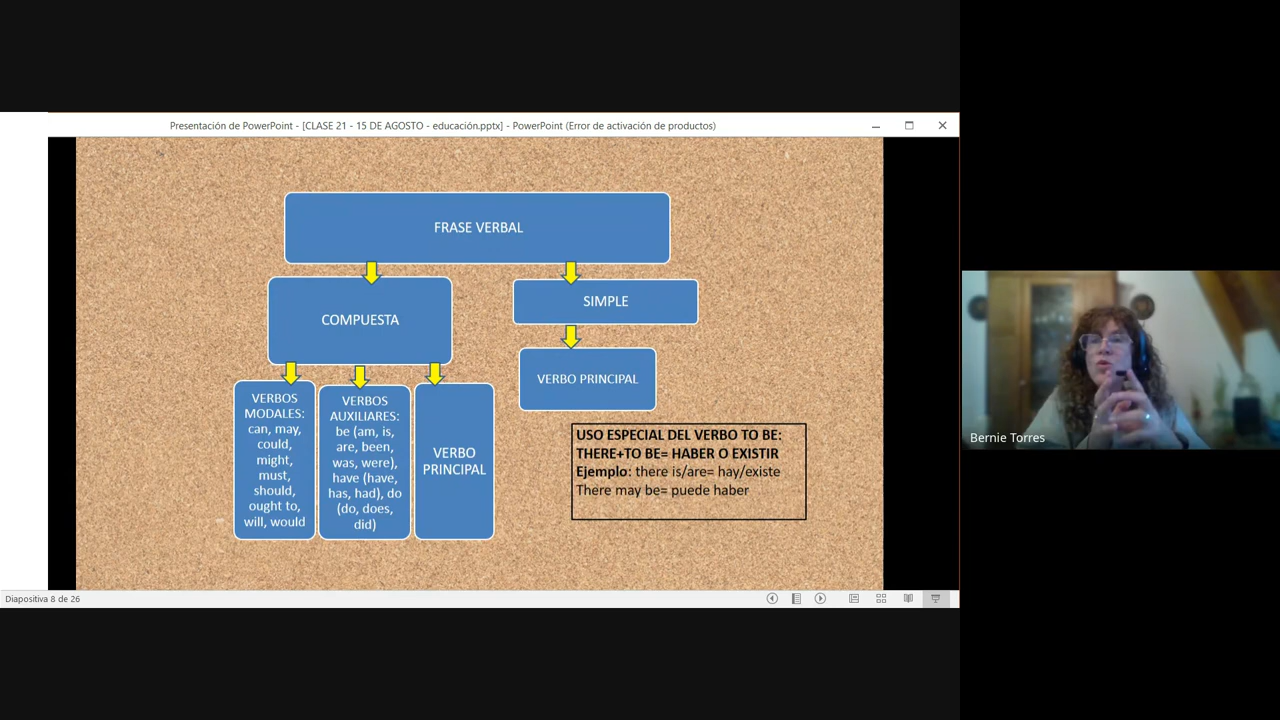 Presentación de PowerPoint - [CLASE 21 - 15 DE AGOSTO - educación.pptx] - PowerPoint (Error de activación de productos)
FRASE VERBAL
COMPUESTA
SIMPLE
VERBO PRINCIPAL
VERBOS
MODALES:
can, may,
could,
might,
must,
should,
ought to,
will, would
VERBOS
AUXILIARES:
be (am, is,
are, been,
was, were),
have (have,
has, had), do
(do, does,
did)
VERBO
PRINCIPAL
USO ESPECIAL DEL VERBO TO BE:
THERE+TO BE= HABER O EXISTIR
Ejemplo: there is/are= hay/existe
There may be= puede haber
Bernie Torres
Diapositiva 8 de 26